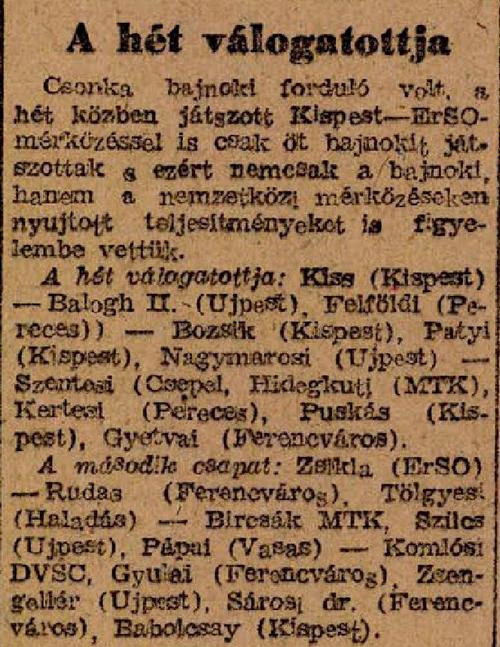 A hét válogatottja
Csonka bajnoki forduló volt, a
hét közben játszott Kispest—ErSO-
mérkőzéssel is csak öt bajnokit ját-
szottak s ezért nemcsak a bajnoki,
hanem a nemzetközi mérkőzéseken
nyujtott teljesítményeket is figye-
lembe vettük.
A hét válogatottja: Kiss (Kispest)
— Balogh II. (Ujpest), Felföldi (Pe-
reces)) — Bozsik (Kispest), Patyi
(Kispest), Nagymarosi (Ujpest) —
Szentesi (Csepel, Hidegkuti (MTK),
Kertesi (Pereces), Puskás (Kis-
pest), Gyetvai (Ferencváros).
A második csapat: Zsikla (ErSO)
— Rudas (Ferencváros), Tölgyesi
(Haladás) — Bircsák MTK, Szücs
(Ujpest), Pápai (Vasas) — Komlósi
DVSC, Gyulai (Ferencváros), Zsen-
gellér (Ujpest), Sárosi dr. (Ferenc-
város), Babolcsay (Kispest).